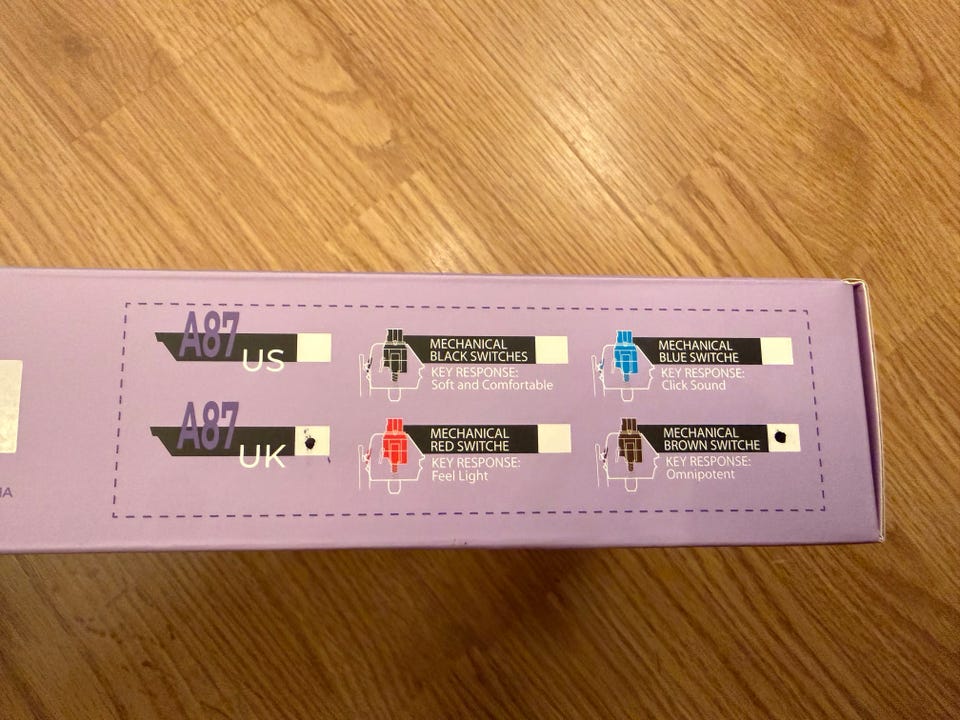 A87 US
A87 UK
MECHANICAL
BLACK SWITCHES
KEY RESPONSE:
Soft and Comfortable
MECHANICAL
RED SWITCHE
KEY RESPONSE:
Feel Light
MECHANICAL
BLUE SWITCHE
KEY RESPONSE:
Click Sound
MECHANICAL
BROWN SWITCHE
KEY RESPONSE:
Omnipotent